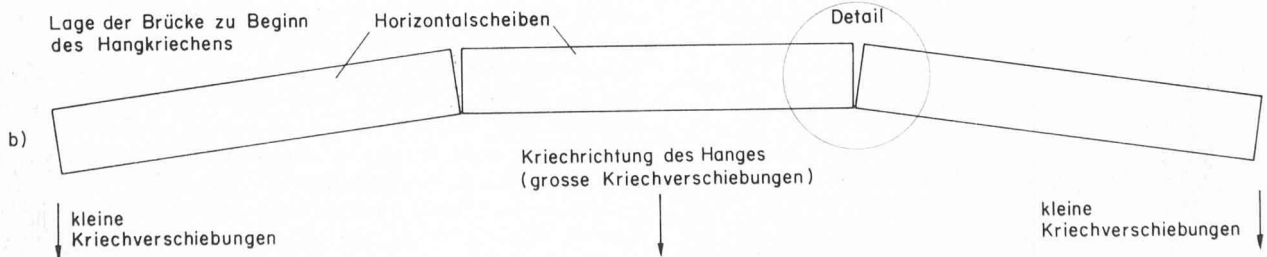 Lage der Brücke zu Beginn
des Hangkriechens
Horizontalscheiben
Detail
b)
Kriechrichtung des Hanges
(grosse Kriechverschiebungen)
kleine
Kriechverschiebungen
kleine
Kriechverschiebungen